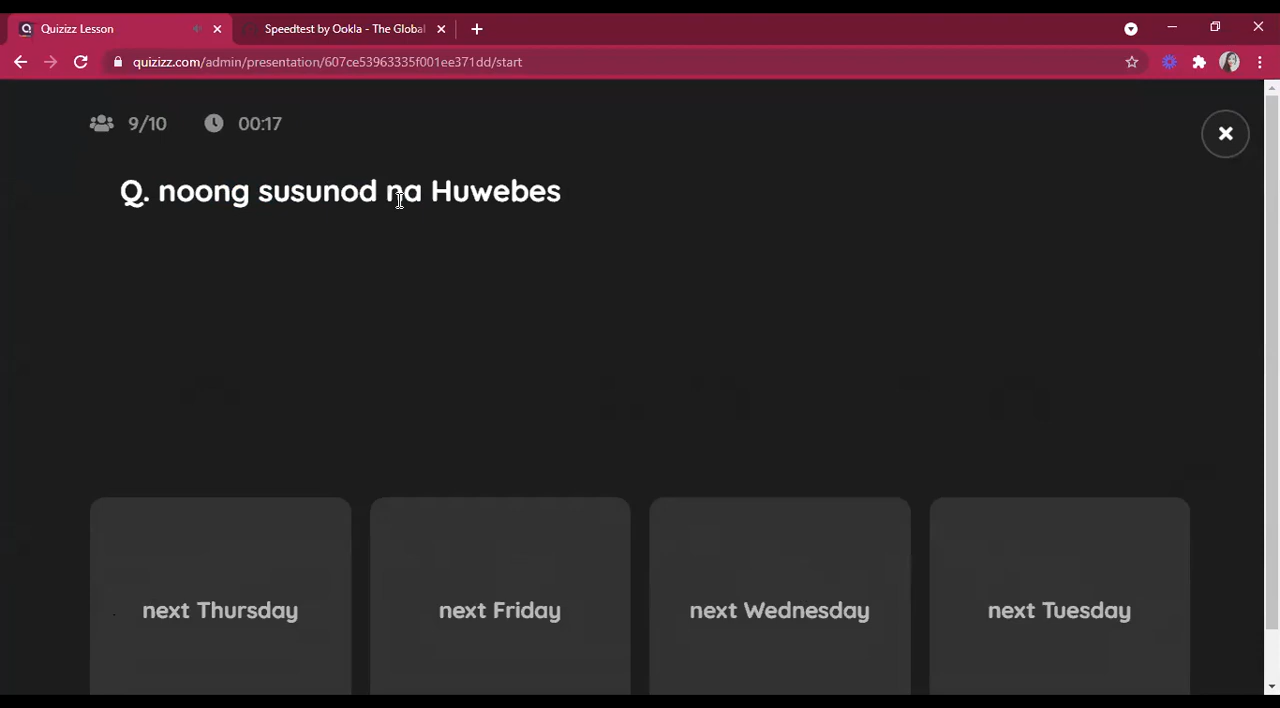 Quizizz Lesson
Speedtest by Ookla - The Global
quizizz.com/admin/presentation/607ce53963335f001ee371dd/start
9/10 00:17
Q. noong susunod na Huwebes
next Thursday
next Friday
next Wednesday
next Tuesday